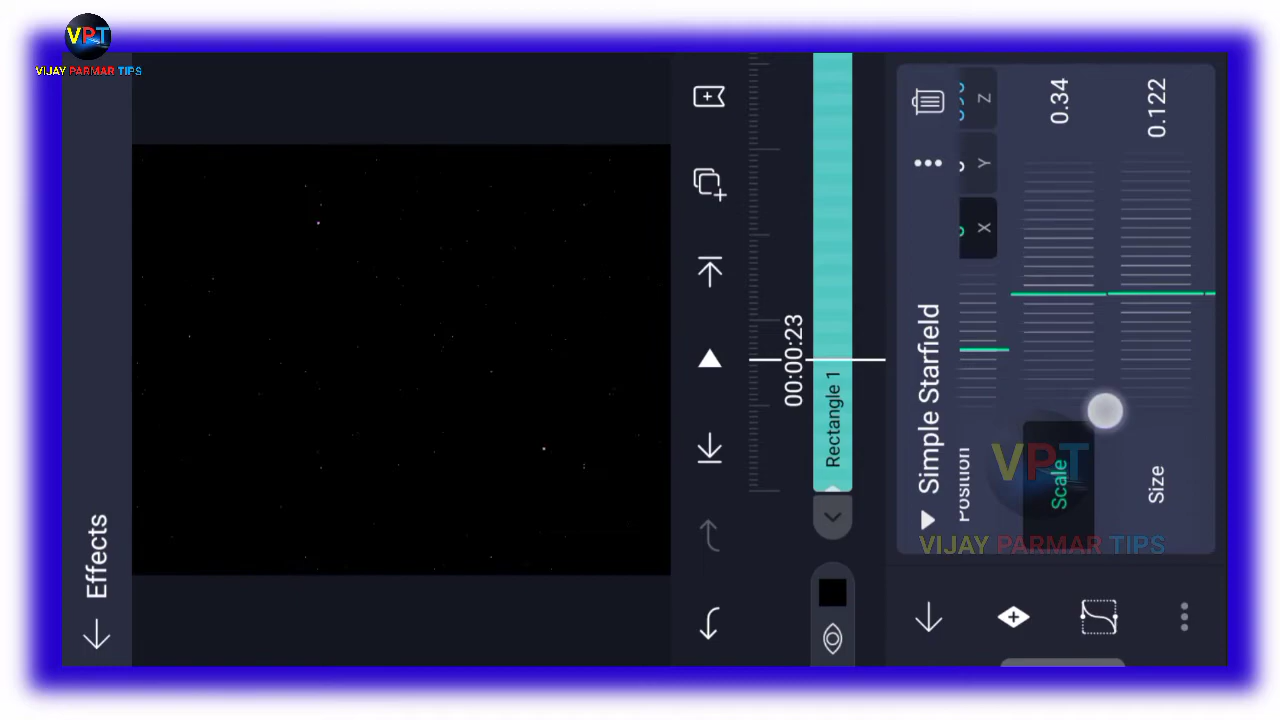 VPT
VIJAY PARMAR TIPS
Effects
00:00:23
Rectangle 1
Simple Starfield
Position
X
Y
Z
Scale
0.34
Size
0.122
VPT
VIJAY PARMAR TIPS